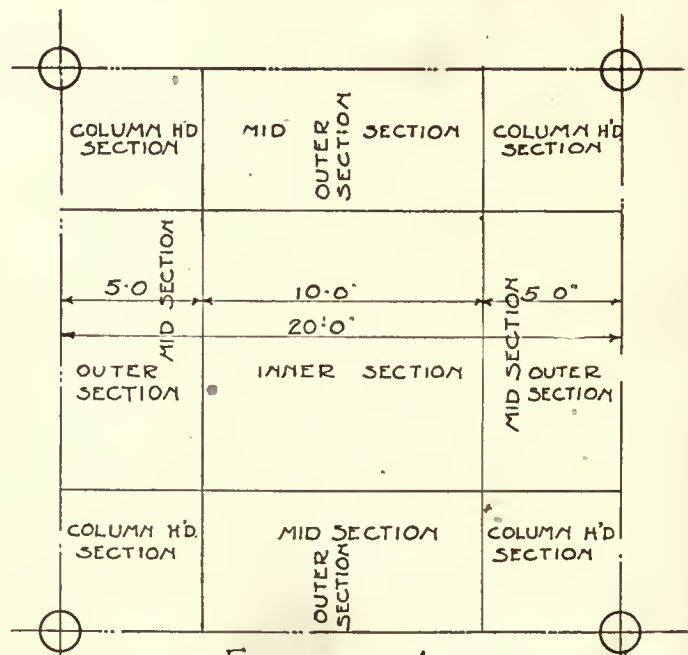 COLUMN H'D
SECTION
MID SECTION
OUTER
SECTION
COLUMN H'D
SECTION
MID SECTION
5-0
10-0"
MID SECTION
5 0"
20'-0"
OUTER
SECTION
INNER SECTION
OUTER
SECTION
COLUMN H'D.
SECTION
MID SECTION
OUTER
SECTION
COLUMN H'D
SECTION